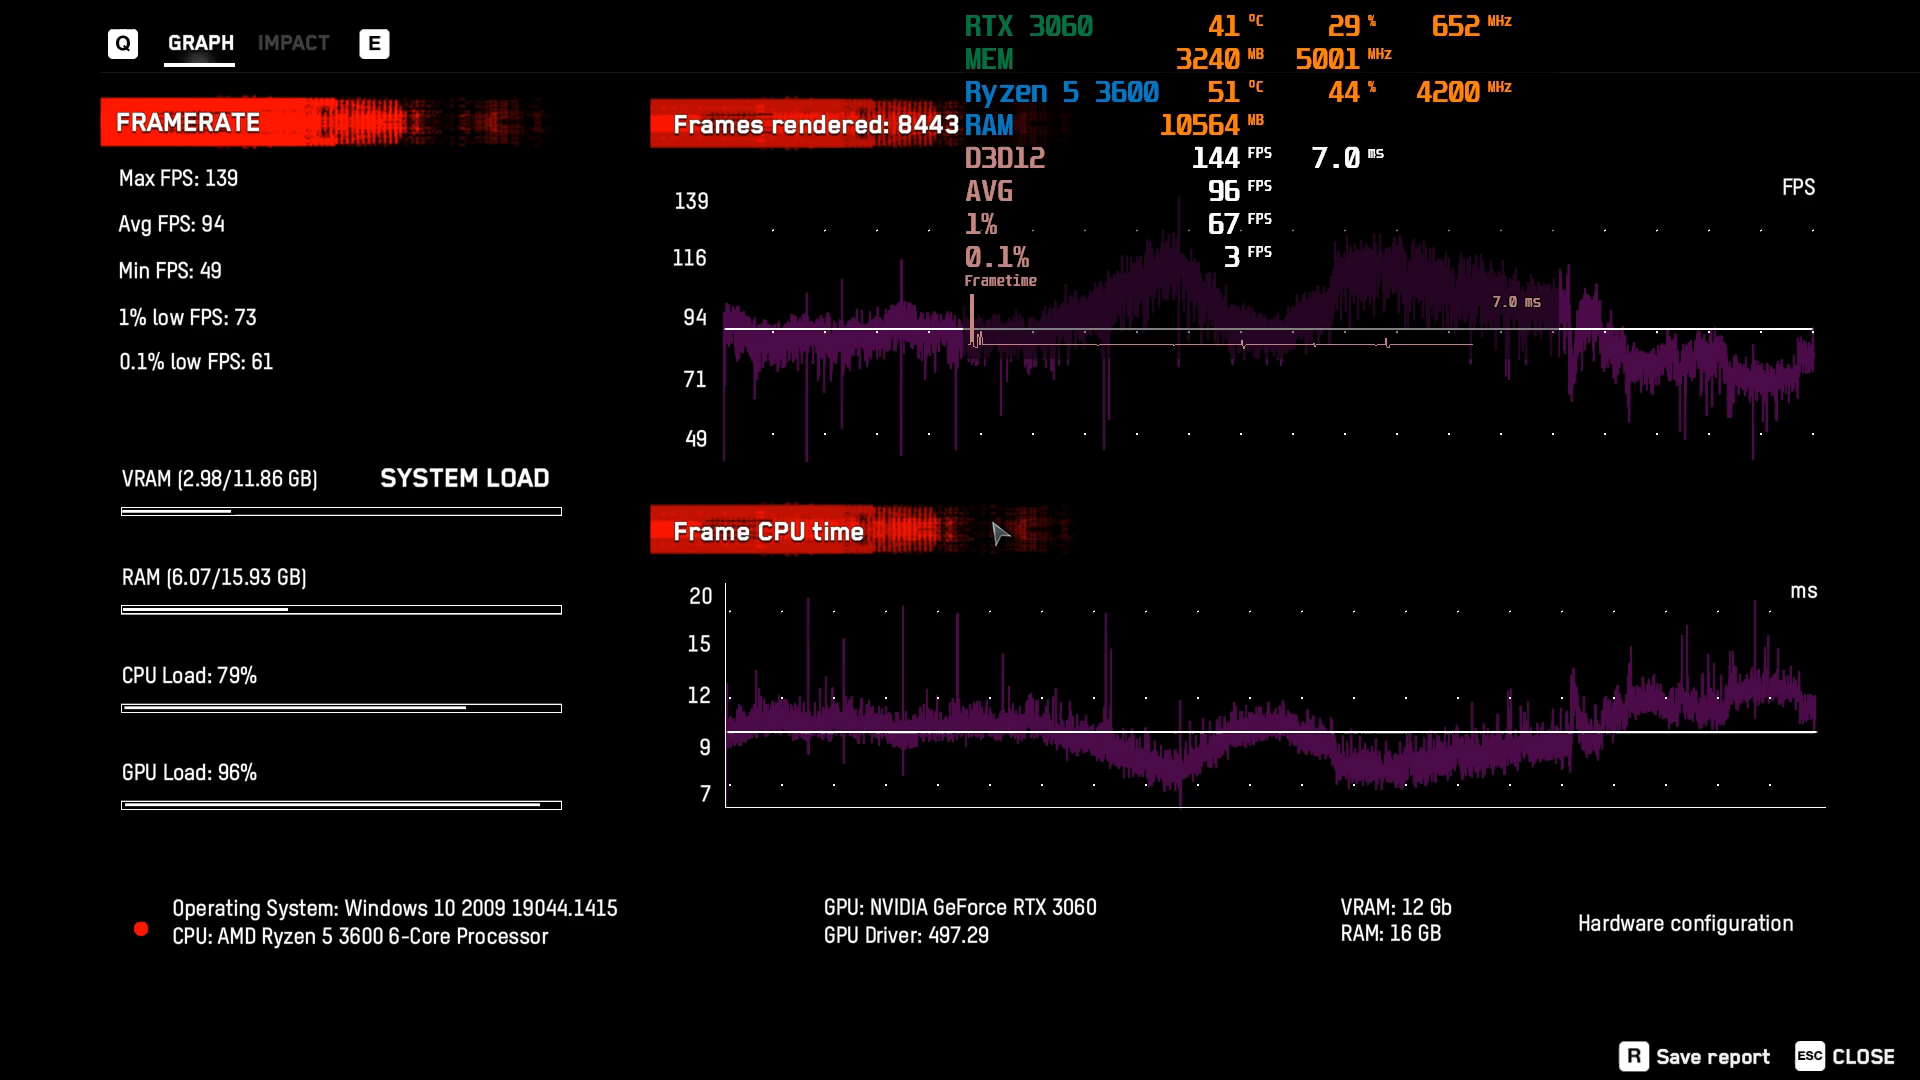 Q GRAPH IMPACT E
RTX 3060 41 °C 29 % 652 MHz
MEM 3240 MB 5001 MHz
Ryzen 5 3600 51 °C 44 % 4200 MHz
RAM 10564 MB
D3D12 144 FPS 7.0 ms
AVG 96 FPS
1% 67 FPS
0.1% 3 FPS
Frametime
7.0 ms
FRAMERATE
Max FPS: 139
Avg FPS: 94
Min FPS: 49
1% low FPS: 73
0.1% low FPS: 61
VRAM (2.98/11.86 GB) SYSTEM LOAD
RAM (6.07/15.93 GB)
CPU Load: 79%
GPU Load: 96%
Frames rendered: 8443
FPS
139
116
94
71
49
Frame CPU time
ms
20
15
12
9
7
Operating System: Windows 10 2009 19044.1415
CPU: AMD Ryzen 5 3600 6-Core Processor
GPU: NVIDIA GeForce RTX 3060
GPU Driver: 497.29
VRAM: 12 Gb
RAM: 16 GB
Hardware configuration
R Save report ESC CLOSE